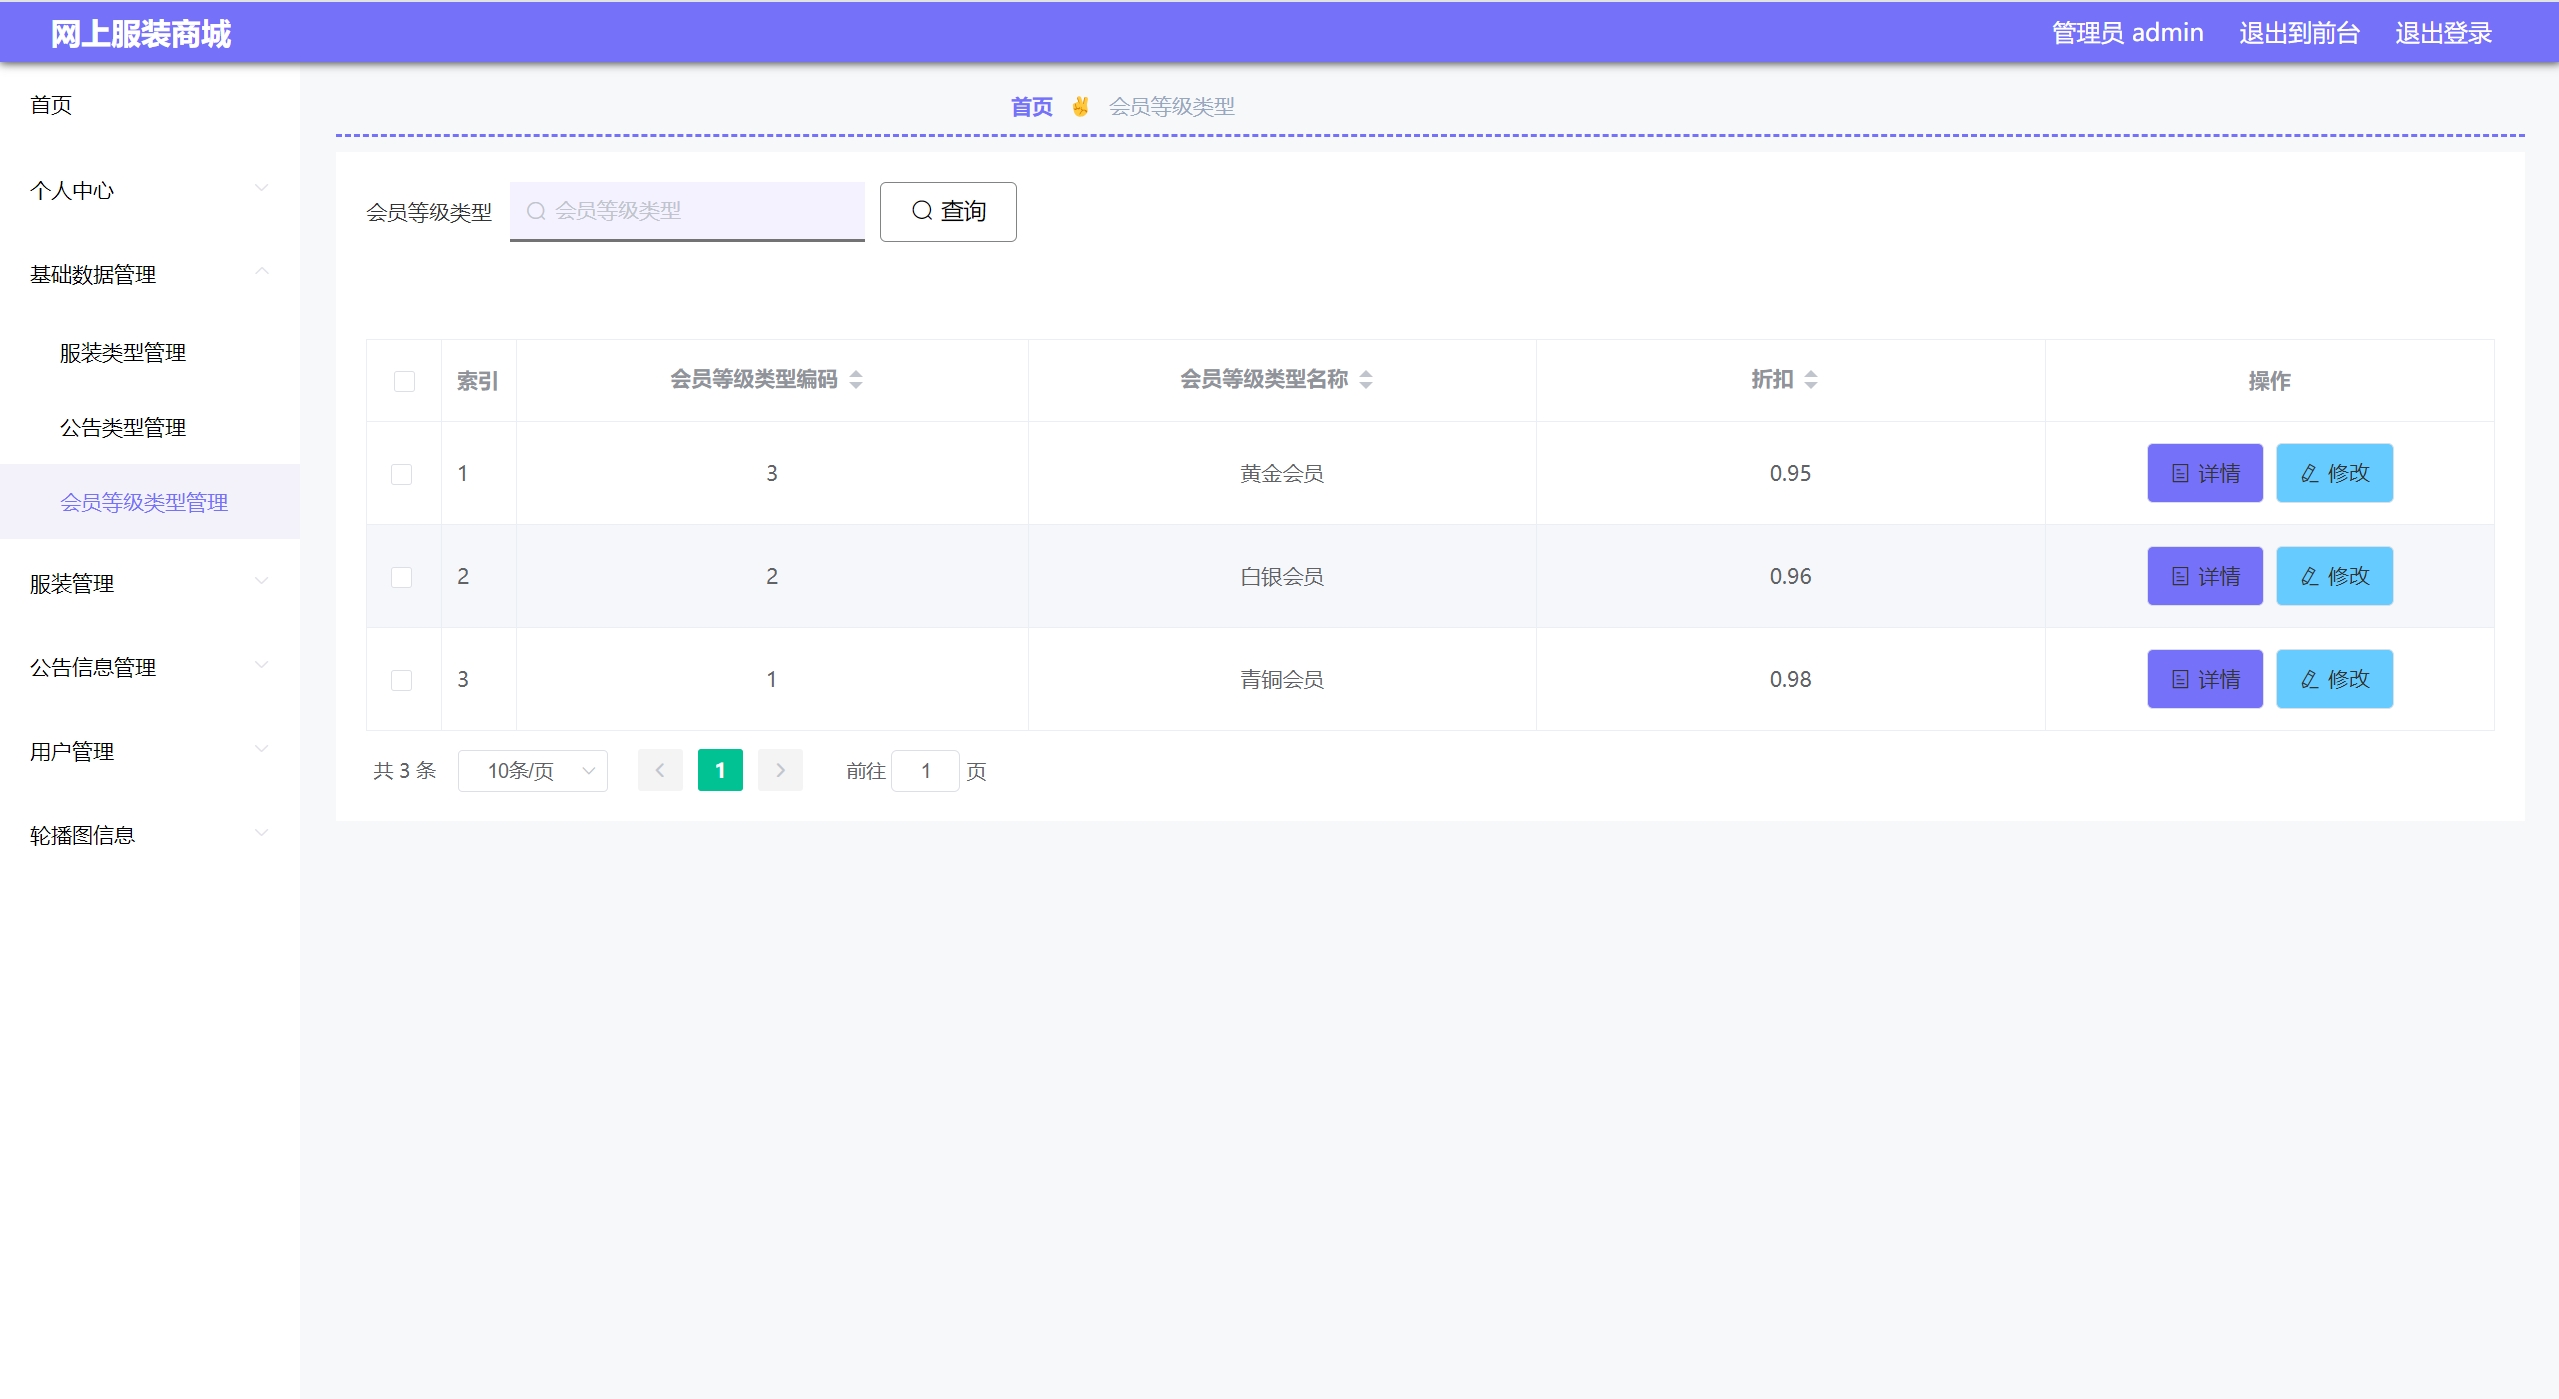 网上服装商城
管理员 admin 退出到前台 退出登录
首页
个人中心
基础数据管理
服装类型管理
公告类型管理
会员等级类型管理
服装管理
公告信息管理
用户管理
轮播图信息
首页 ✌ 会员等级类型
会员等级类型 会员等级类型 查询
索引 会员等级类型编码 会员等级类型名称 折扣 操作
1 3 黄金会员 0.95 详情 修改
2 2 白银会员 0.96 详情 修改
3 1 青铜会员 0.98 详情 修改
共 3 条 10条/页 1 前往 1 页